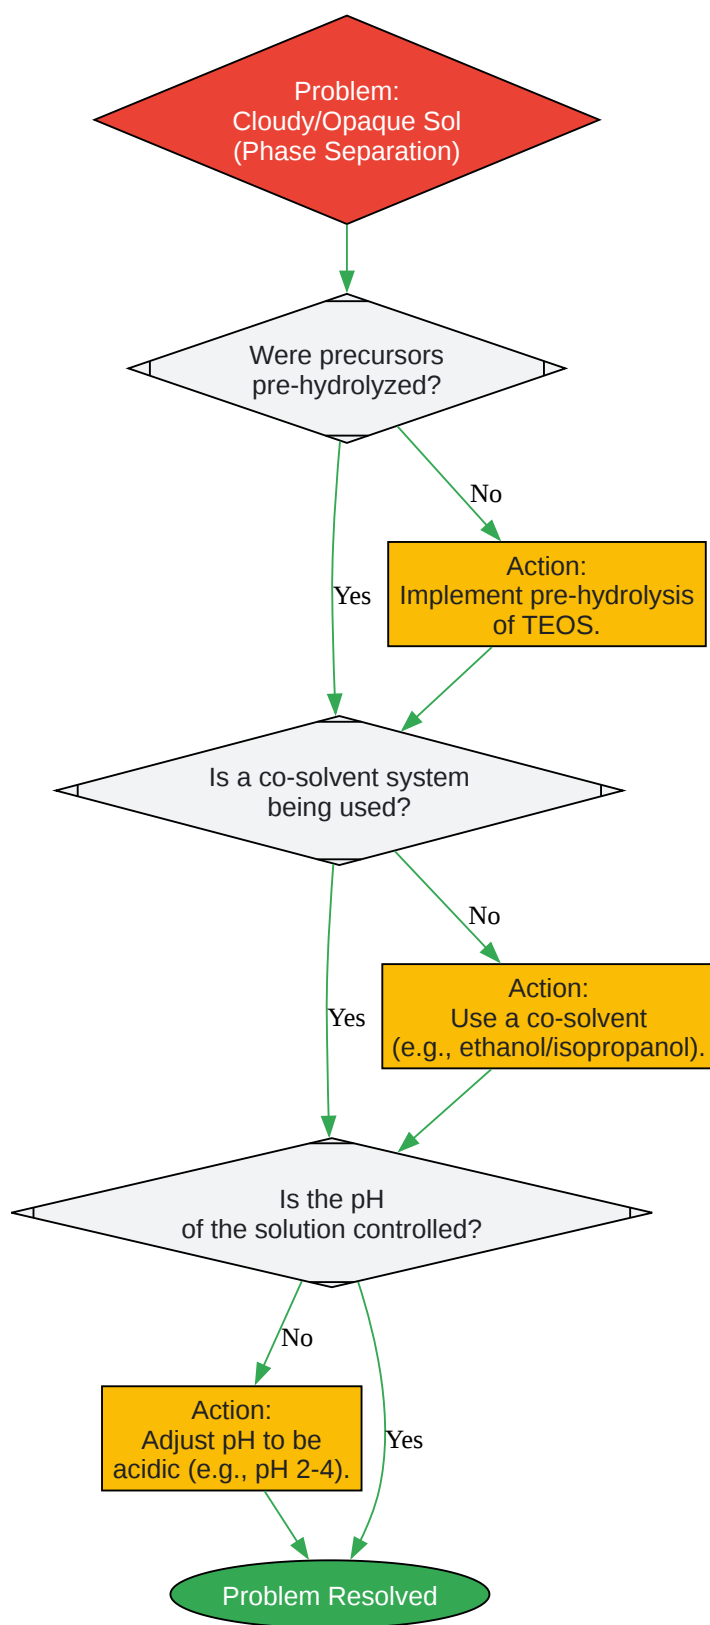 Problem:
Cloudy/Opaque Sol
(Phase Separation)
Were precursors
pre-hydrolyzed?
No
Action:
Implement pre-hydrolysis
of TEOS.
Yes
Is a co-solvent system
being used?
No
Action:
Use a co-solvent
(e.g., ethanol/isopropanol).
Yes
Is the pH
of the solution controlled?
No
Action:
Adjust pH to be
acidic (e.g., pH 2-4).
Yes
Problem Resolved